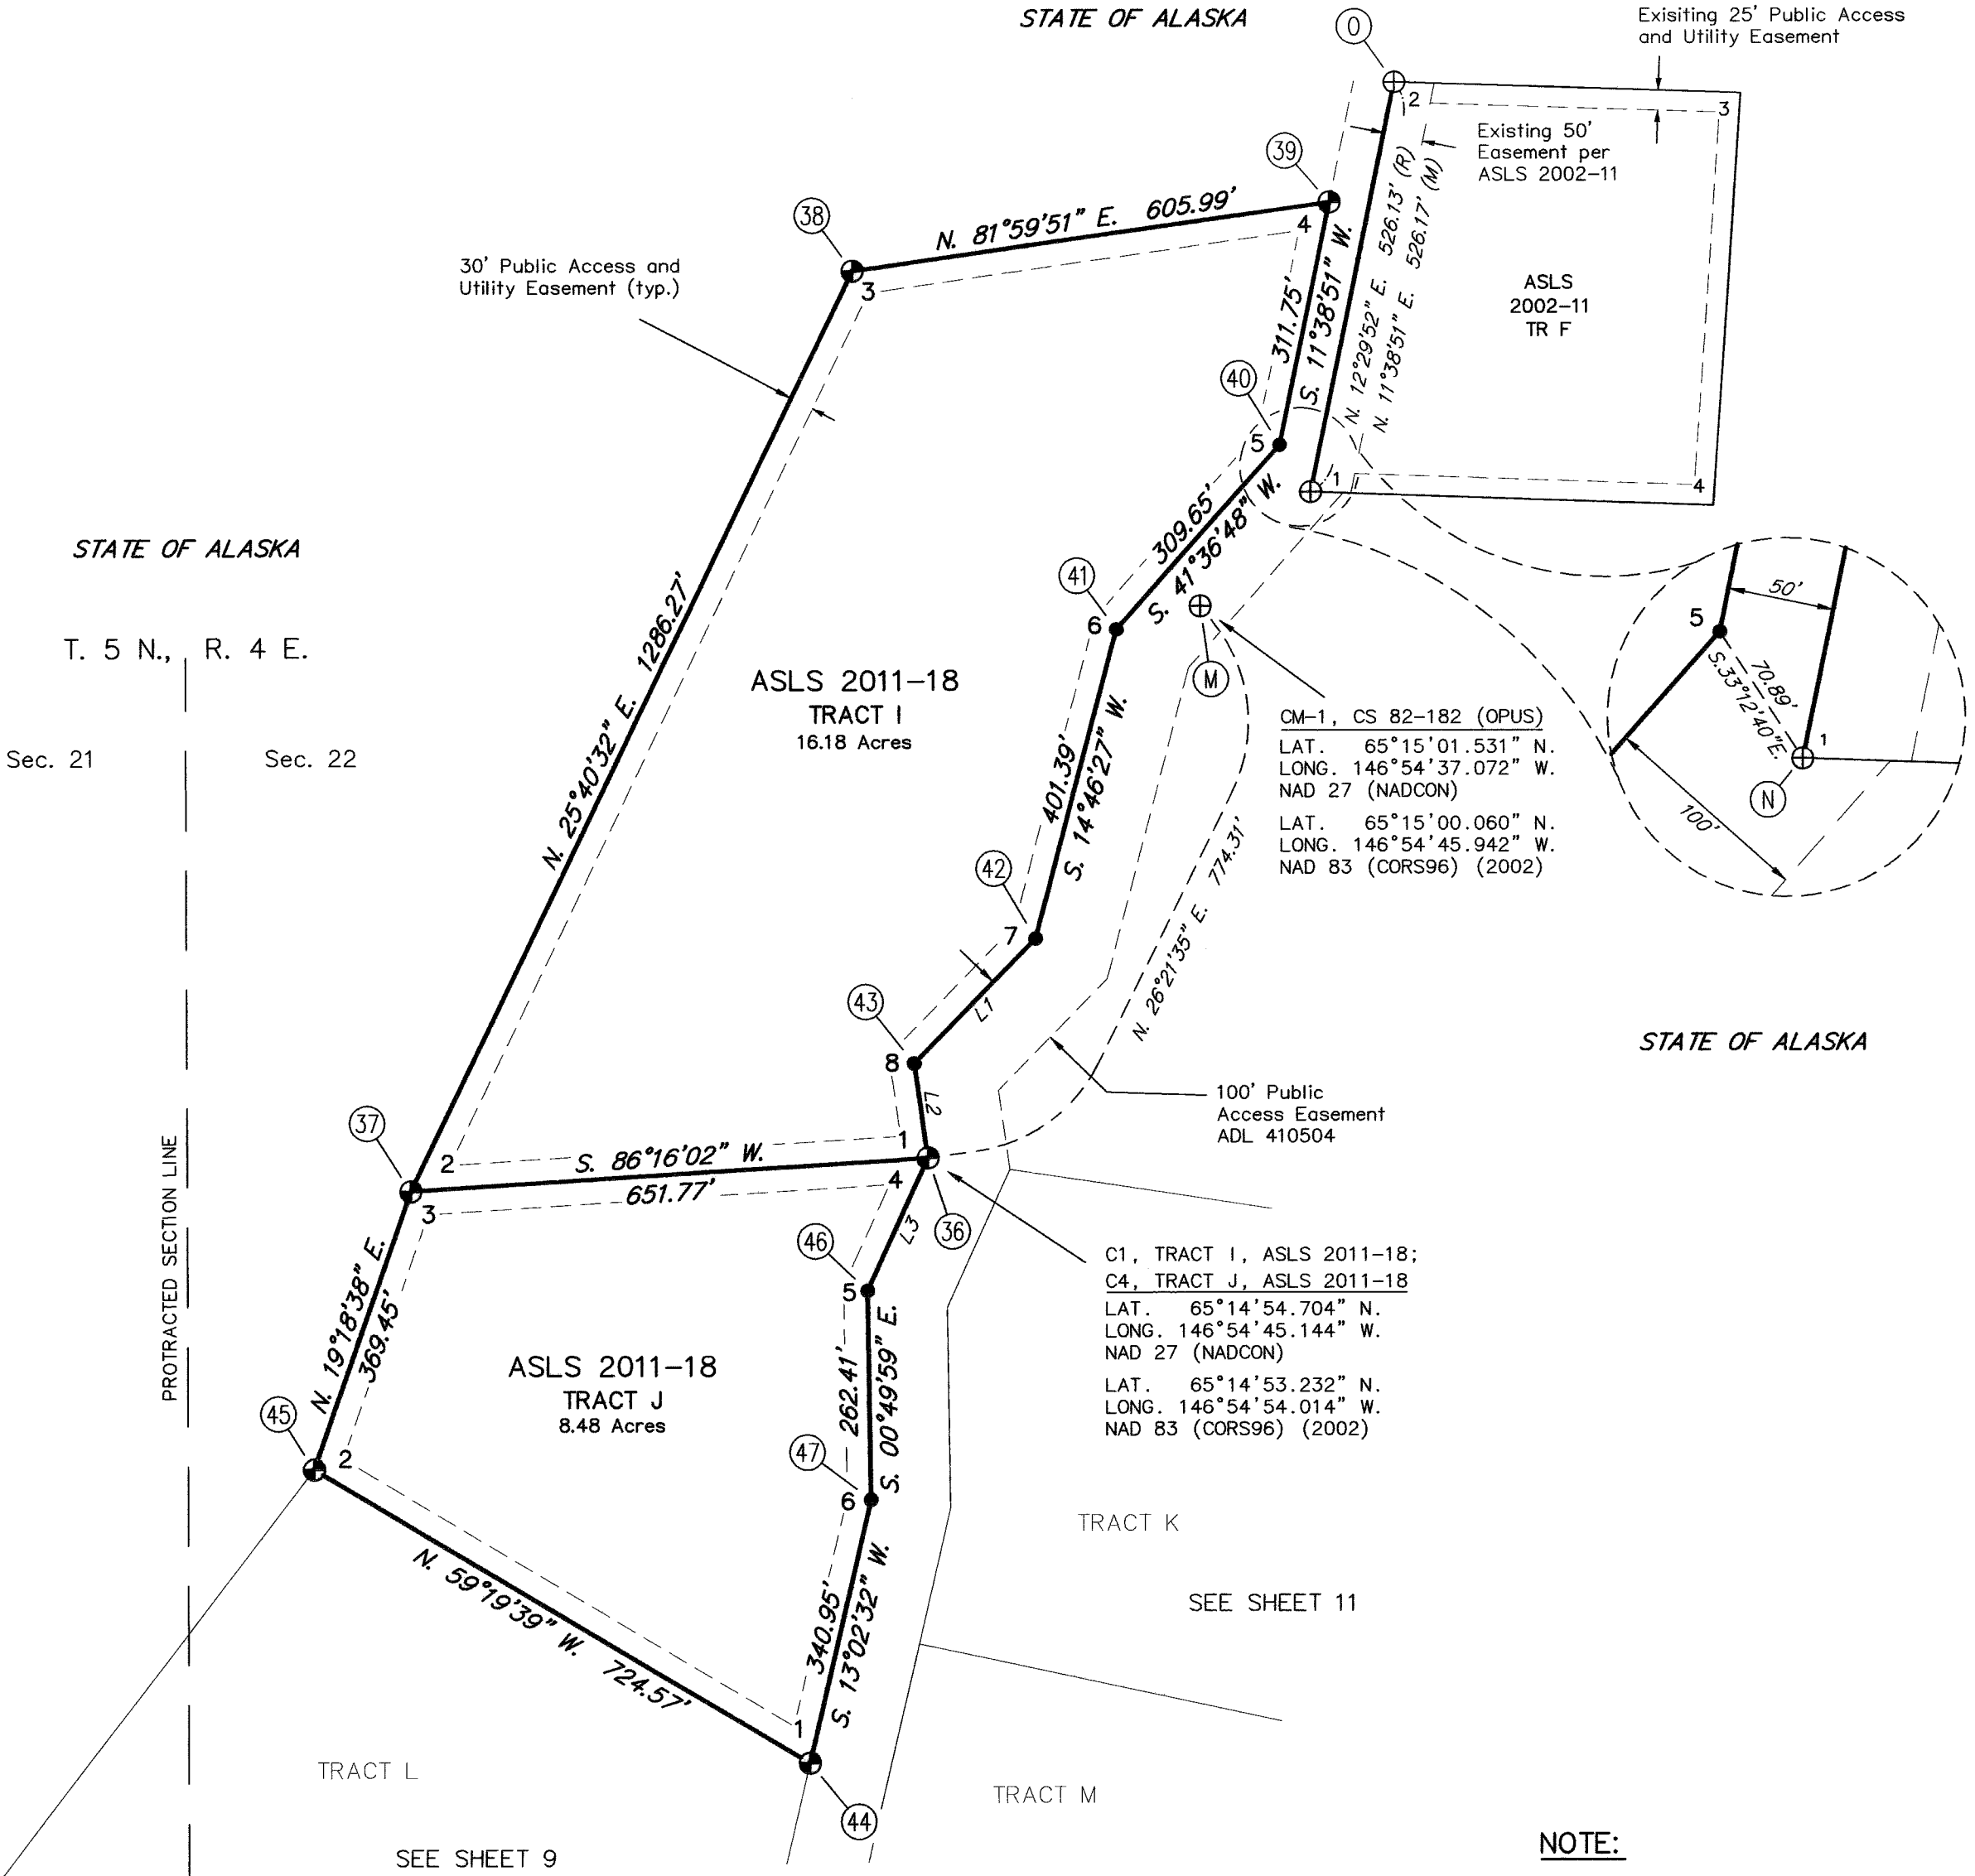 STATE OF ALASKA
O
Exisiting 25' Public Access
and Utility Easement
2
3
Existing 50'
Easement per
ASLS 2002-11
39
38
N. 81°59'51" E. 605.99'
4
3
30' Public Access and
Utility Easement (typ.)
311.75'
S. 11°38'51" W.
N. 12°29'52" E. 526.13' (R)
N. 11°38'51" E. 526.17' (M)
ASLS
2002-11
TR F
40
5
1
4
309.65'
S. 41°36'48" W.
STATE OF ALASKA
41
6
M
50'
5
70.89'
S.33°12'40"E.
1
N
100'
T. 5 N., R. 4 E.
N. 25°40'32" E. 1286.27'
ASLS 2011-18
TRACT I
16.18 Acres
Sec. 21
Sec. 22
CM-1, CS 82-182 (OPUS)
LAT. 65°15'01.531" N.
LONG. 146°54'37.072" W.
NAD 27 (NADCON)
LAT. 65°15'00.060" N.
LONG. 146°54'45.942" W.
NAD 83 (CORS96) (2002)
401.39'
S. 14°46'27" W.
42
7
N. 26°21'35" E. 774.31'
43
L1
8
L2
STATE OF ALASKA
100' Public
Access Easement
ADL 410504
37
PROTRACTED SECTION LINE
2
S. 86°16'02" W.
1
651.77'
3
4
L3
36
46
5
C1, TRACT I, ASLS 2011-18;
C4, TRACT J, ASLS 2011-18
LAT. 65°14'54.704" N.
LONG. 146°54'45.144" W.
NAD 27 (NADCON)
LAT. 65°14'53.232" N.
LONG. 146°54'54.014" W.
NAD 83 (CORS96) (2002)
N. 19°18'38" E.
369.45'
ASLS 2011-18
TRACT J
8.48 Acres
262.41'
S. 00°49'59" E.
45
2
47
6
TRACT K
N. 59°19'39" W. 724.57'
340.95'
S. 13°02'32" W.
SEE SHEET 11
1
TRACT L
TRACT M
44
SEE SHEET 9
NOTE: